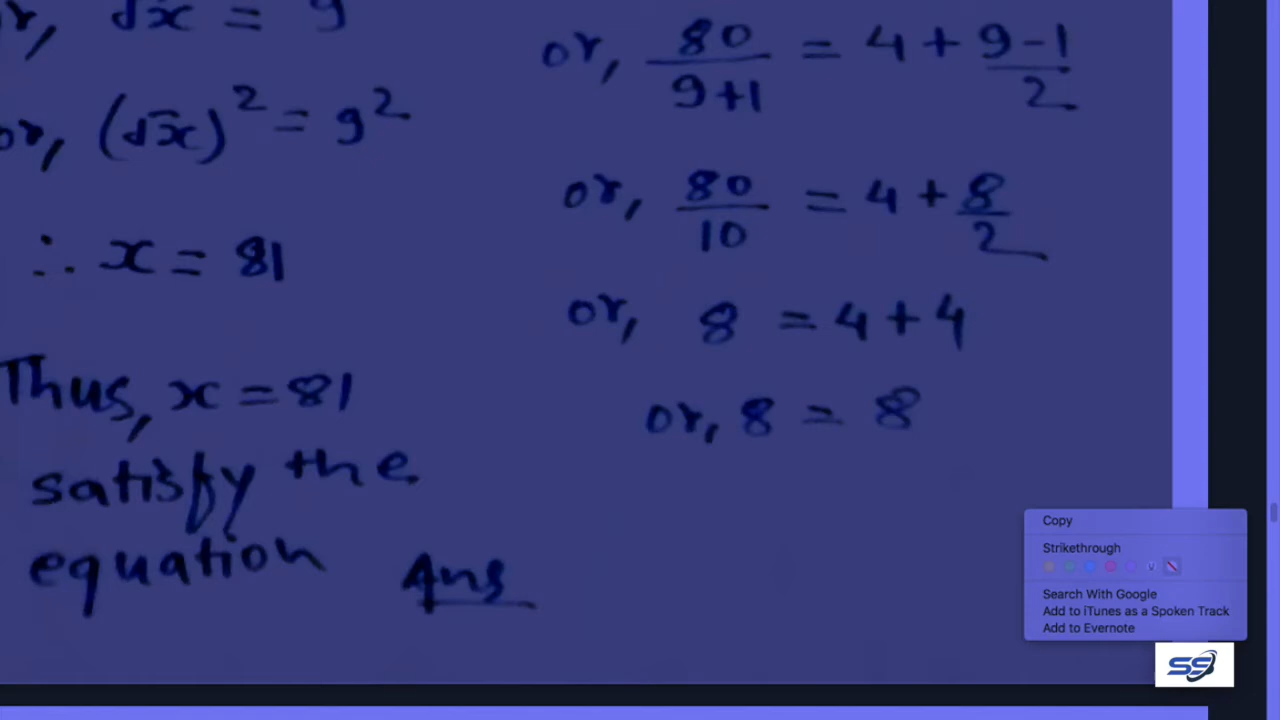 or, √x = 9
or, (√x)² = 9²
∴ x = 81
Thus, x = 81
satisfy the
equation Ans
or, 80/(9+1) = 4 + (9-1)/2
or, 80/10 = 4 + 8/2
or, 8 = 4 + 4
or, 8 = 8
Copy
Strikethrough
U
Search With Google
Add to iTunes as a Spoken Track
Add to Evernote
SS